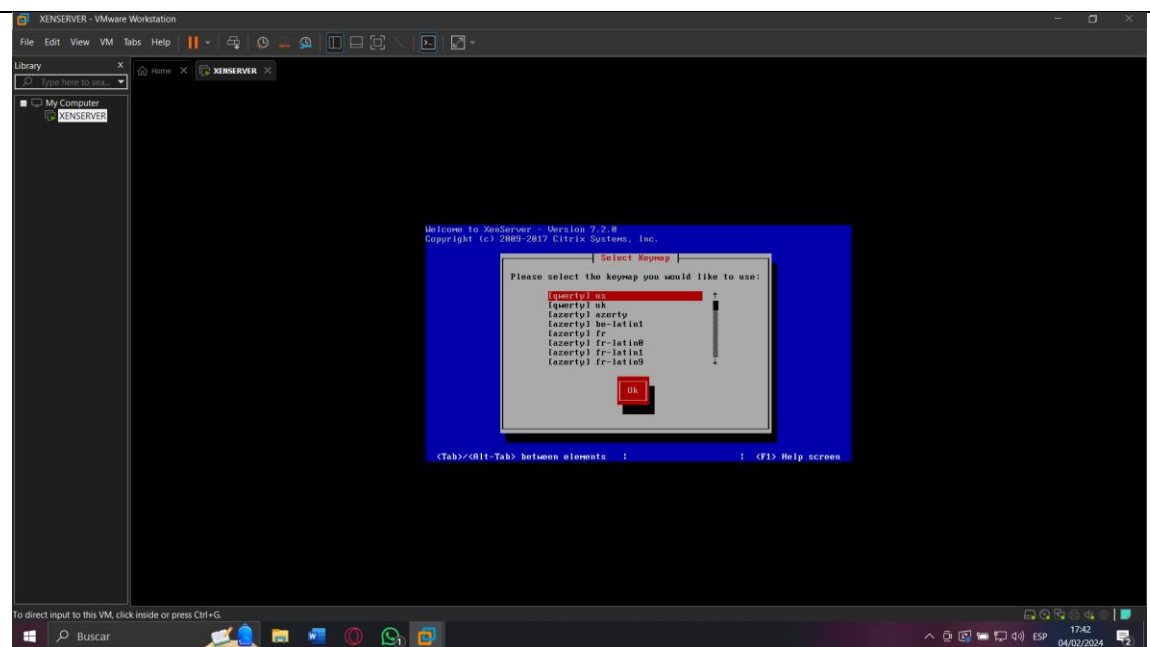 XENSERVER - VMware Workstation
File Edit View VM Tabs Help
Library X
Type here to sea...
Home X XENSERVER X
My Computer
XENSERVER
Welcome to XenServer - Version 7.2.0
Copyright (c) 2009-2017 Citrix Systems, Inc.
Select Keymap
Please select the keymap you would like to use:
[qwerty] us
[qwerty] uk
[azerty] azerty
[azerty] be-latin1
[azerty] fr
[azerty] fr-latin0
[azerty] fr-latin1
[azerty] fr-latin9
Ok
<Tab>/<Alt-Tab> between elements | | <F1> Help screen
To direct input to this VM, click inside or press Ctrl+G.
Buscar
ESP
17:42
04/02/2024